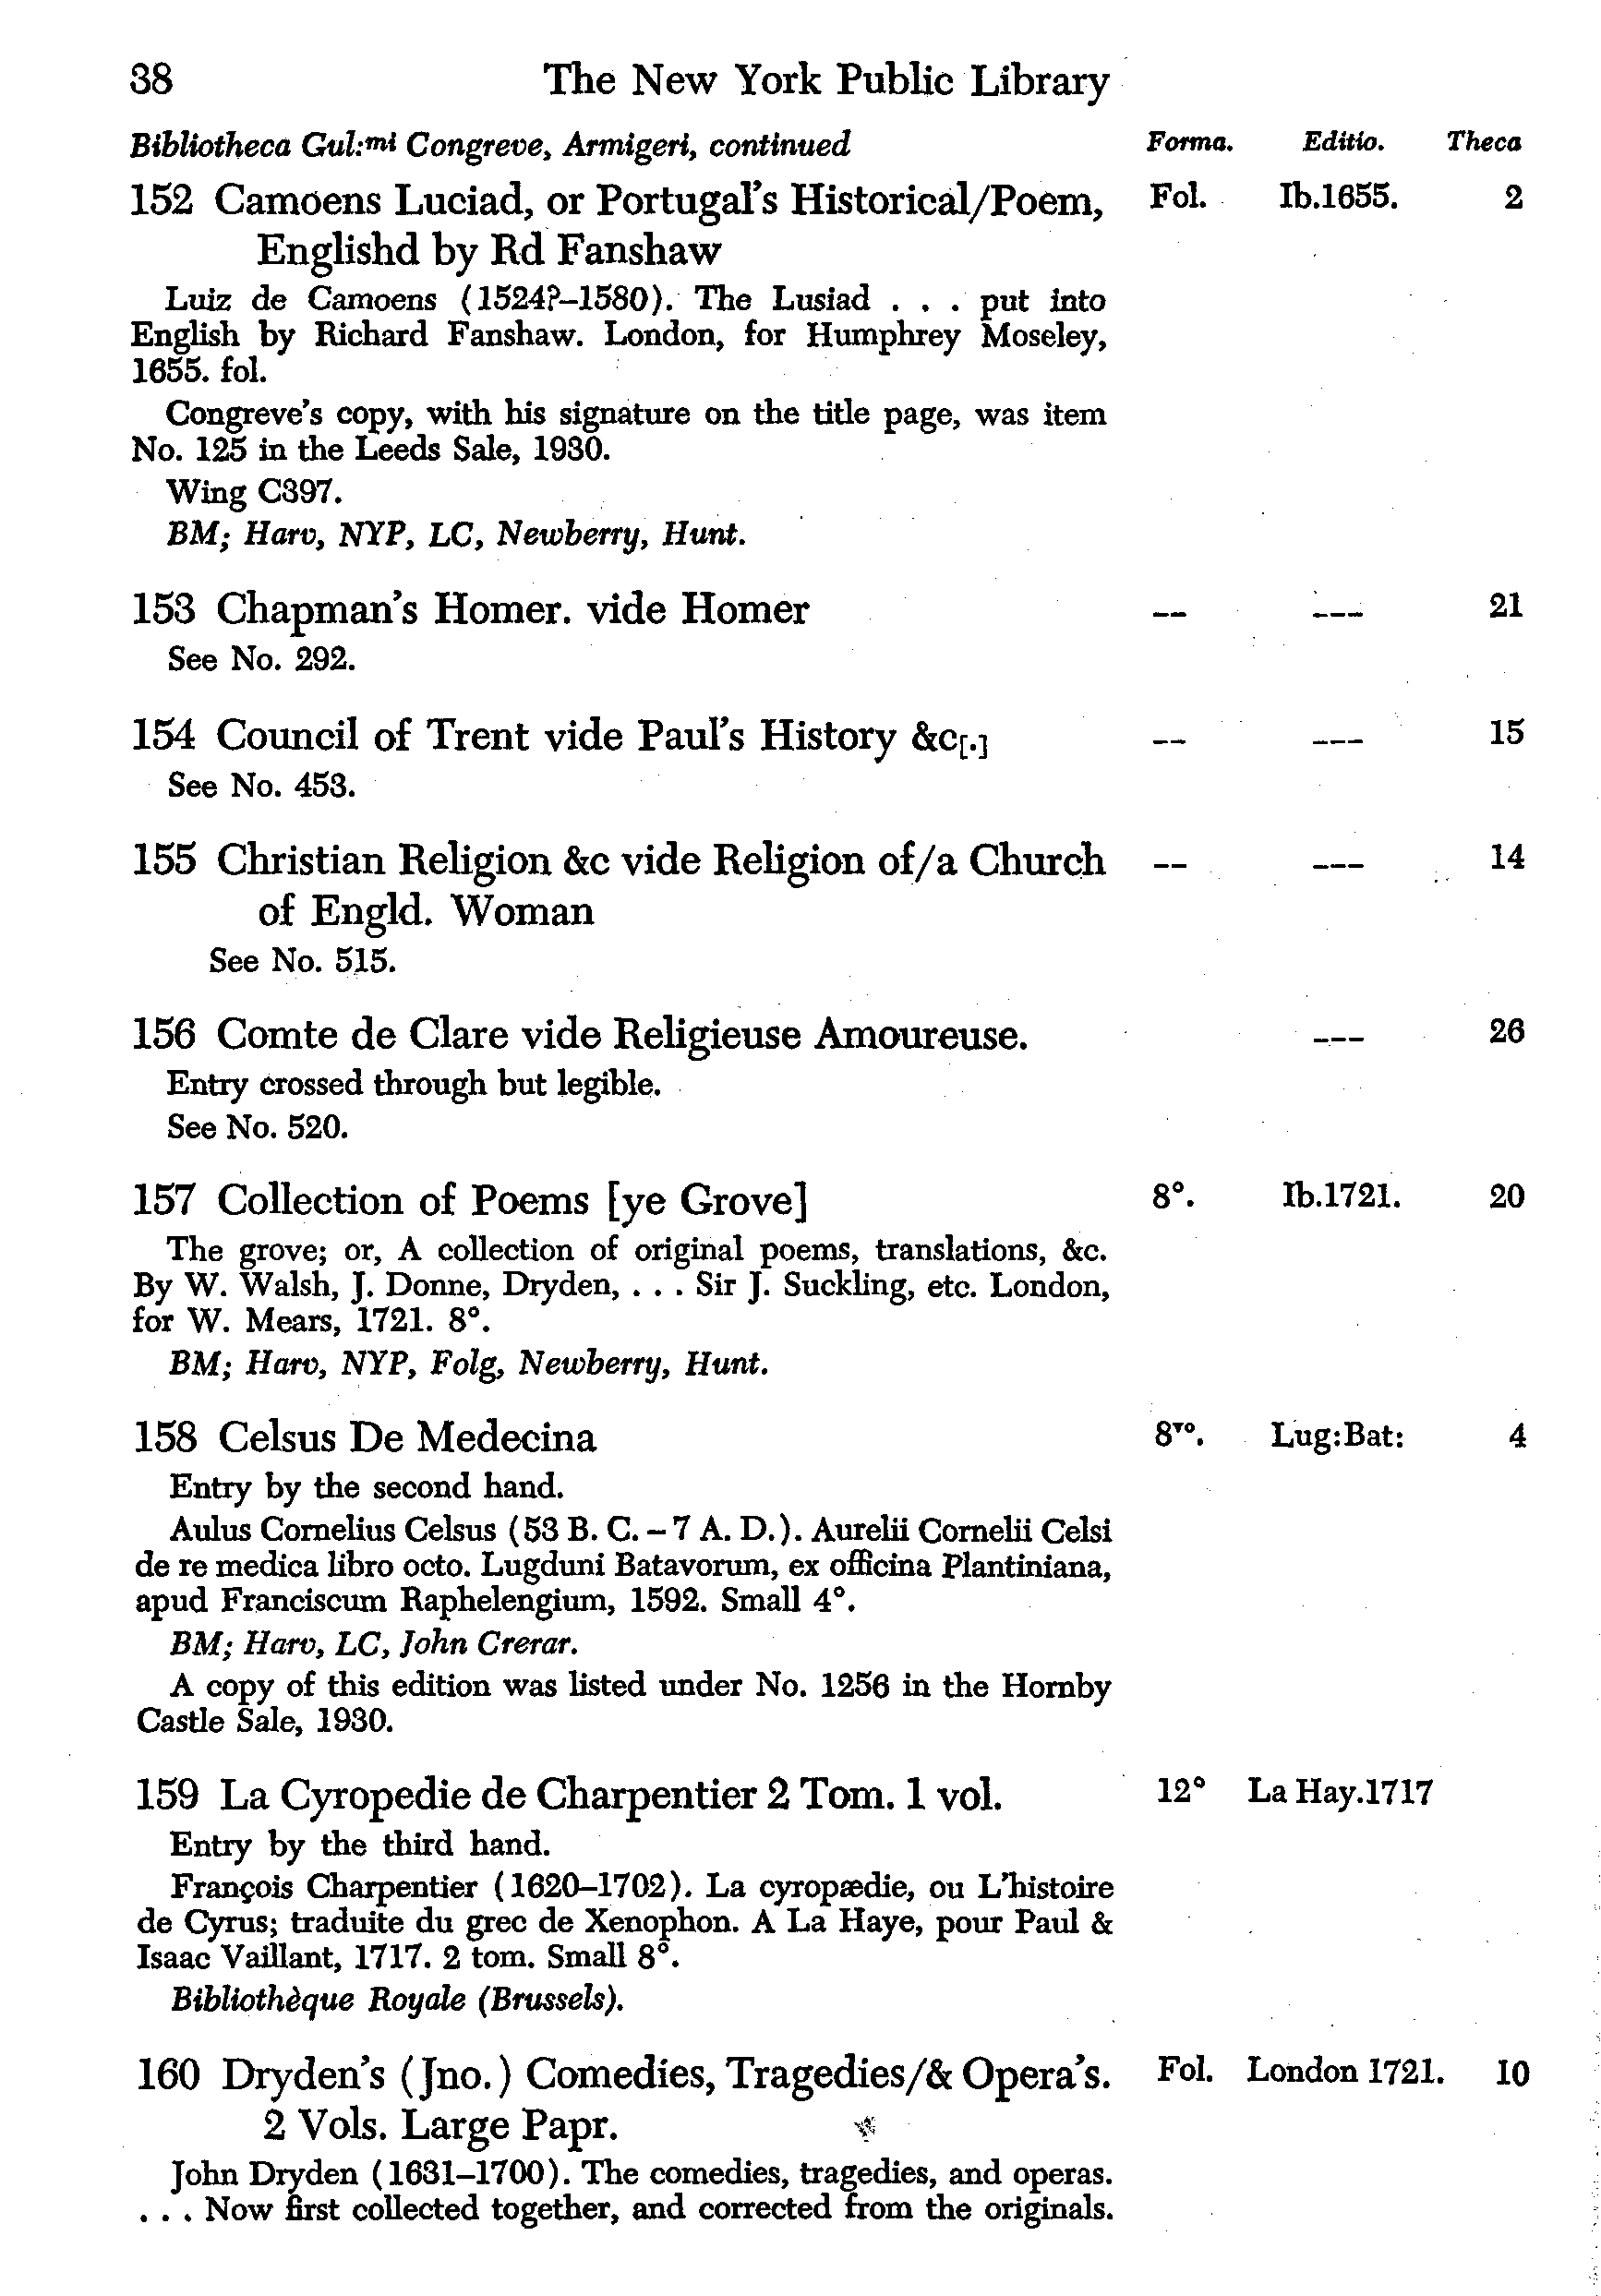 38 The New York Public Library
Bibliotheca Gul:mi Congreve, Armigeri, continued Forma. Editio. Theca
152 Camoens Luciad, or Portugal's Historical/Poem, Fol. Ib.1655. 2
Englishd by Rd Fanshaw
Luiz de Camoens (1524?–1580). The Lusiad . . . put into
English by Richard Fanshaw. London, for Humphrey Moseley,
1655. fol.
Congreve's copy, with his signature on the title page, was item
No. 125 in the Leeds Sale, 1930.
Wing C397.
BM; Harv, NYP, LC, Newberry, Hunt.
153 Chapman's Homer. vide Homer -- --- 21
See No. 292.
154 Council of Trent vide Paul's History &c[.] -- --- 15
See No. 453.
155 Christian Religion &c vide Religion of/a Church -- --- 14
of Engld. Woman
See No. 515.
156 Comte de Clare vide Religieuse Amoureuse. --- 26
Entry crossed through but legible.
See No. 520.
157 Collection of Poems [ye Grove] 8°. Ib.1721. 20
The grove; or, A collection of original poems, translations, &c.
By W. Walsh, J. Donne, Dryden, . . . Sir J. Suckling, etc. London,
for W. Mears, 1721. 8°.
BM; Harv, NYP, Folg, Newberry, Hunt.
158 Celsus De Medecina 8vo. Lug:Bat: 4
Entry by the second hand.
Aulus Cornelius Celsus (53 B. C. – 7 A. D.). Aurelii Cornelii Celsi
de re medica libro octo. Lugduni Batavorum, ex officina Plantiniana,
apud Franciscum Raphelengium, 1592. Small 4°.
BM; Harv, LC, John Crerar.
A copy of this edition was listed under No. 1256 in the Hornby
Castle Sale, 1930.
159 La Cyropedie de Charpentier 2 Tom. 1 vol. 12° La Hay.1717
Entry by the third hand.
François Charpentier (1620–1702). La cyropædie, ou L'histoire
de Cyrus; traduite du grec de Xenophon. A La Haye, pour Paul &
Isaac Vaillant, 1717. 2 tom. Small 8°.
Bibliothèque Royale (Brussels).
160 Dryden's (Jno.) Comedies, Tragedies/& Opera's. Fol. London 1721. 10
2 Vols. Large Papr.
John Dryden (1631–1700). The comedies, tragedies, and operas.
. . . Now first collected together, and corrected from the originals.